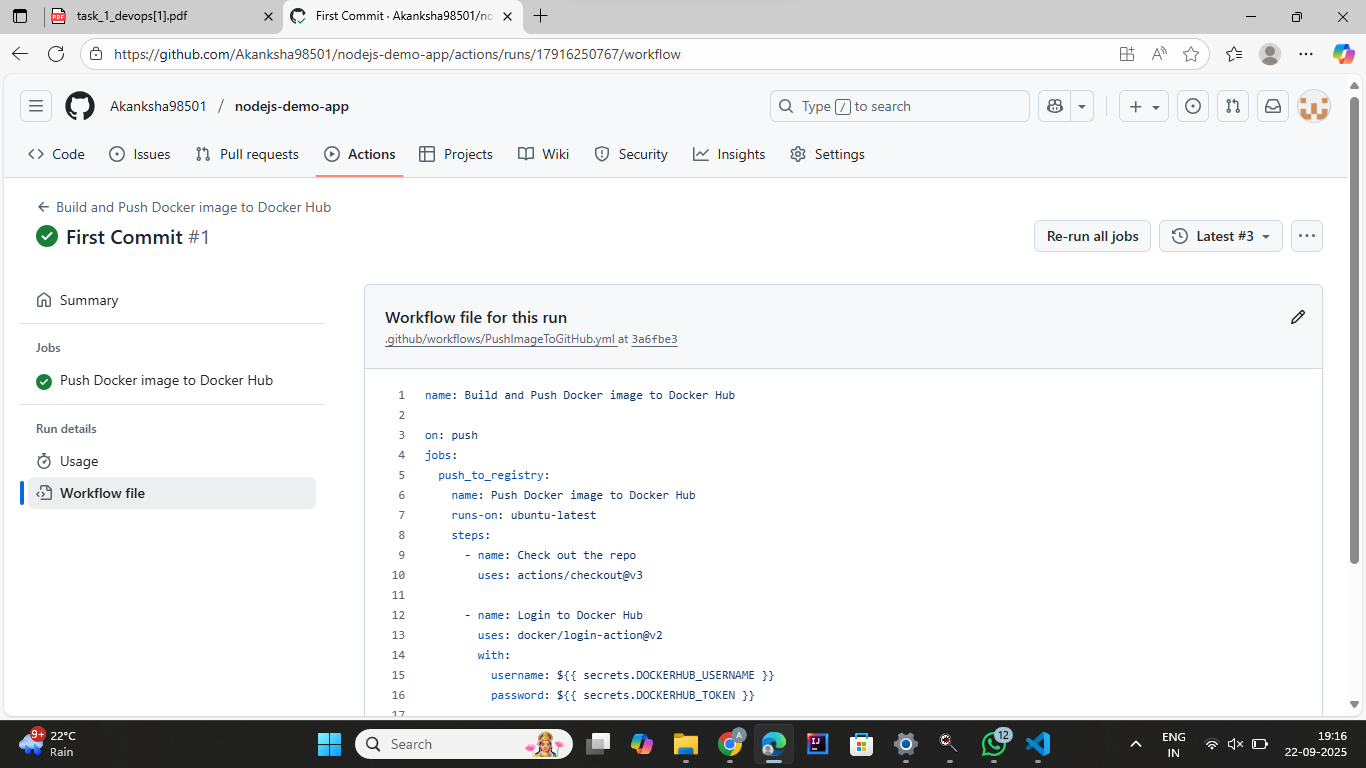 task_1_devops[1].pdf
First Commit · Akanksha98501/no
https://github.com/Akanksha98501/nodejs-demo-app/actions/runs/17916250767/workflow
Akanksha98501 / nodejs-demo-app
Type / to search
Code Issues Pull requests Actions Projects Wiki Security Insights Settings
Build and Push Docker image to Docker Hub
First Commit #1
Re-run all jobs
Latest #3
Summary
Jobs
Push Docker image to Docker Hub
Run details
Usage
Workflow file
Workflow file for this run
.github/workflows/PushImageToGitHub.yml at 3a6fbe3
1 name: Build and Push Docker image to Docker Hub
2
3 on: push
4 jobs:
5 push_to_registry:
6 name: Push Docker image to Docker Hub
7 runs-on: ubuntu-latest
8 steps:
9 - name: Check out the repo
10 uses: actions/checkout@v3
11
12 - name: Login to Docker Hub
13 uses: docker/login-action@v2
14 with:
15 username: ${{ secrets.DOCKERHUB_USERNAME }}
16 password: ${{ secrets.DOCKERHUB_TOKEN }}
17
9+
22°C
Rain
Search
A
12
ENG
IN
19:16
22-09-2025